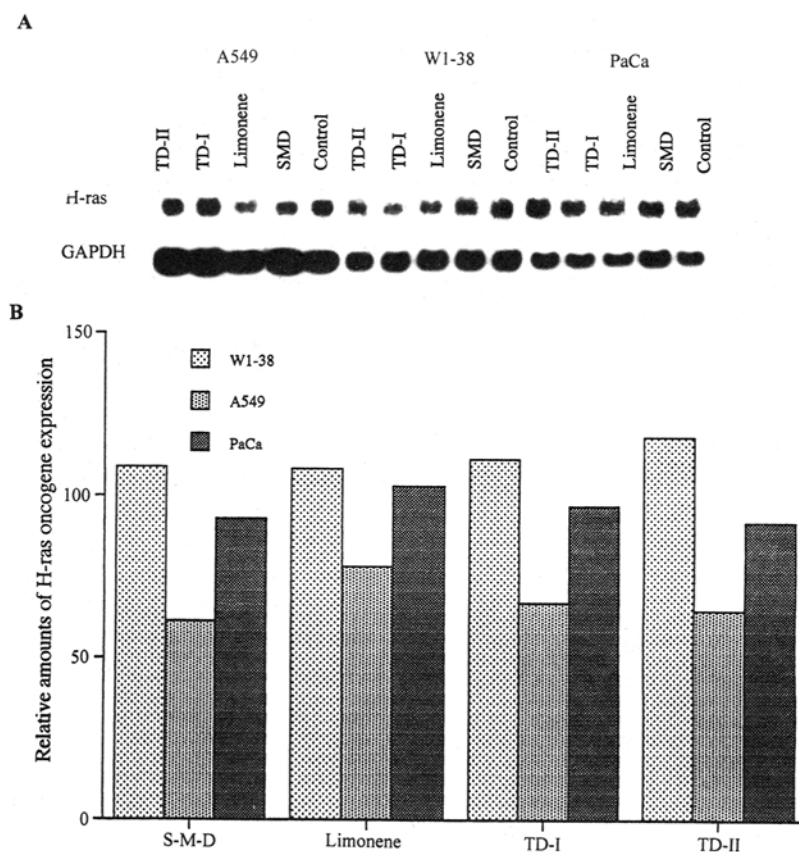 A
A549 W1-38 PaCa
TD-II TD-I Limonene SMD Control TD-II TD-I Limonene SMD Control TD-II TD-I Limonene SMD Control
H-ras
GAPDH
B
Relative amounts of H-ras oncogene expression
150
100
50
0
W1-38
A549
PaCa
S-M-D Limonene TD-I TD-II